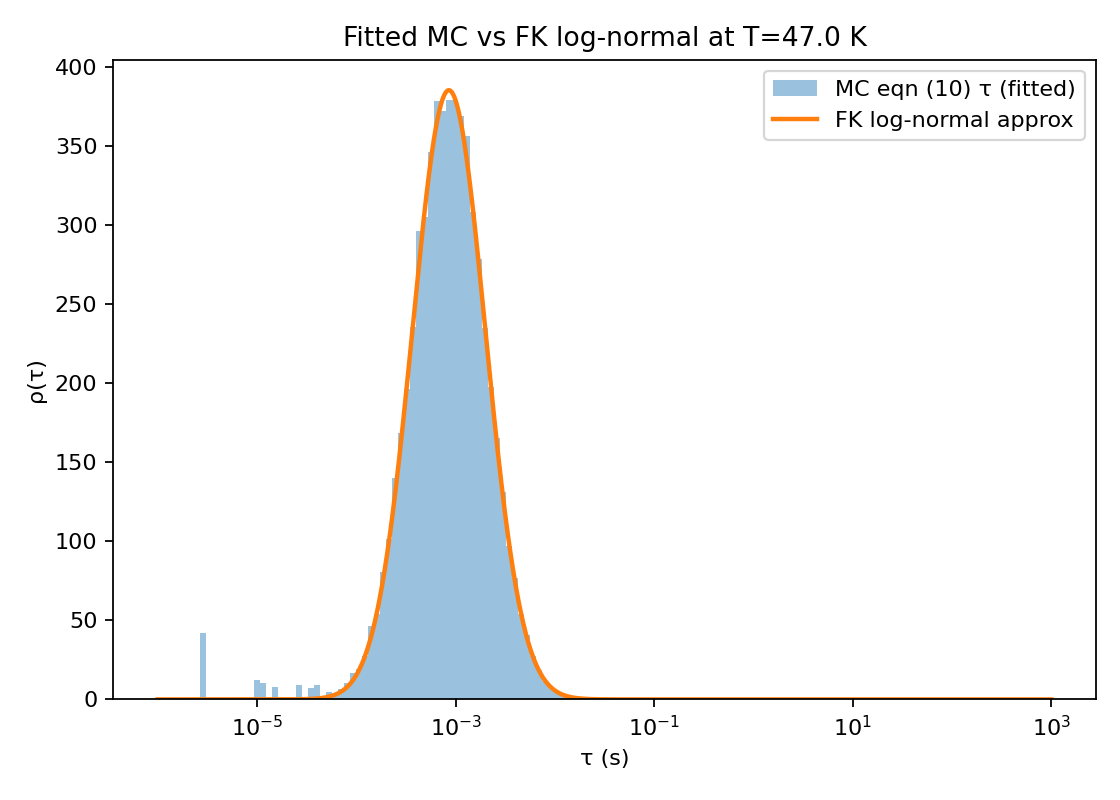 Fitted MC vs FK log-normal at T=47.0 K
MC eqn (10) τ (fitted)
FK log-normal approx
400
350
300
250
200
150
100
50
0
ρ(τ)
10⁻⁵
10⁻³
10⁻¹
10¹
10³
τ (s)